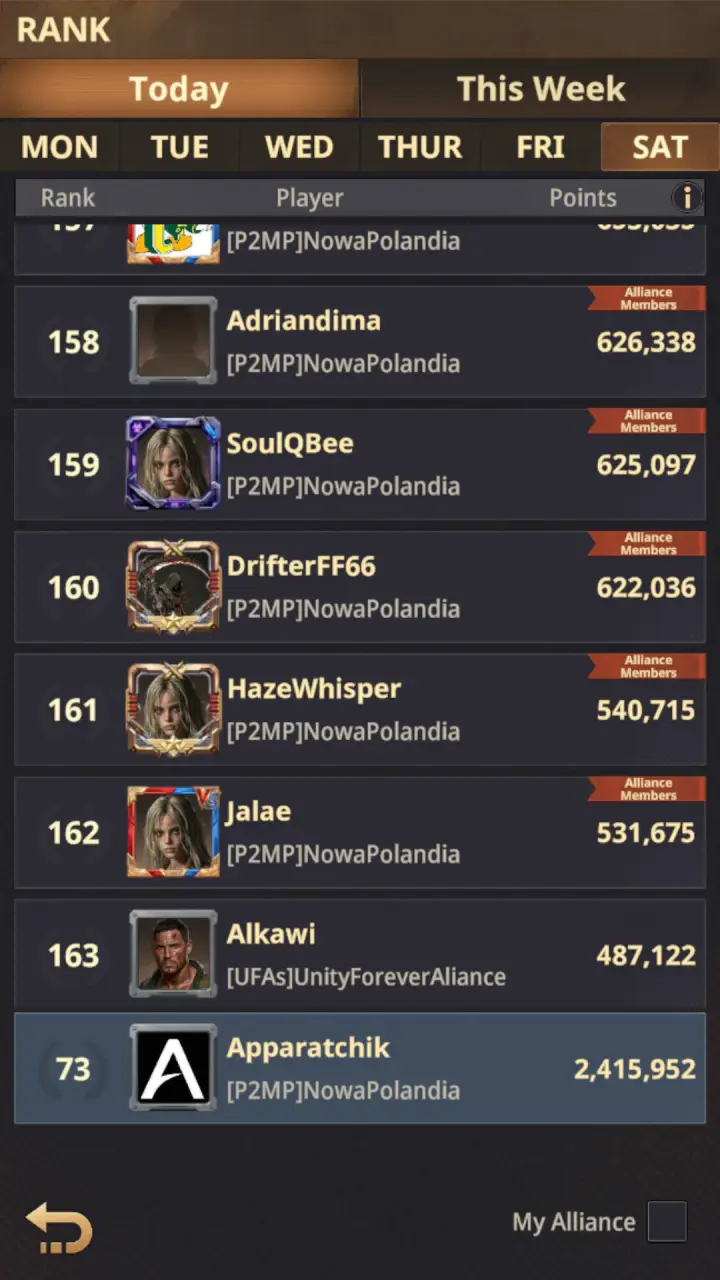 RANK
Today
This Week
MON TUE WED THUR FRI SAT
Rank Player Points
[P2MP]NowaPolandia
Alliance Members
158 Adriandima 626,338
[P2MP]NowaPolandia
Alliance Members
159 SoulQBee 625,097
[P2MP]NowaPolandia
Alliance Members
160 DrifterFF66 622,036
[P2MP]NowaPolandia
Alliance Members
161 HazeWhisper 540,715
[P2MP]NowaPolandia
Alliance Members
162 Jalae 531,675
[P2MP]NowaPolandia
163 Alkawi 487,122
[UFAs]UnityForeverAliance
73 Apparatchik 2,415,952
[P2MP]NowaPolandia
My Alliance